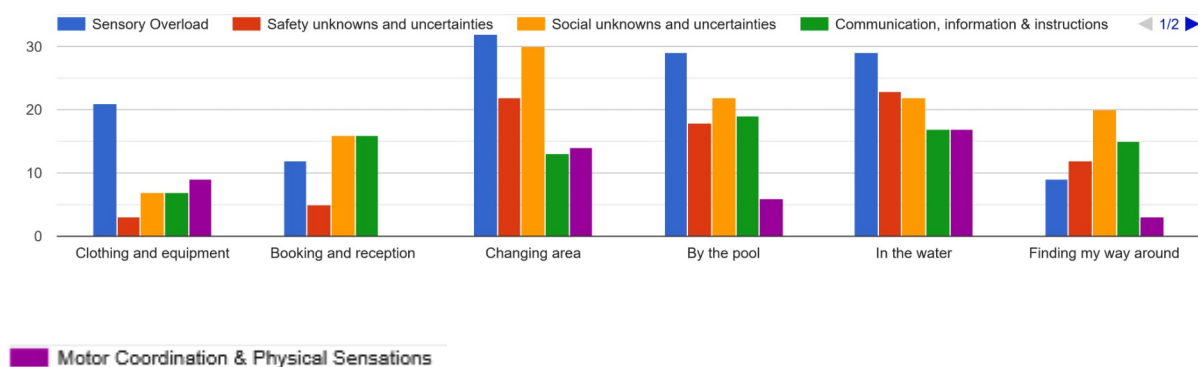 Sensory Overload Safety unknowns and uncertainties Social unknowns and uncertainties Communication, information & instructions 1/2
30
20
10
0
Clothing and equipment Booking and reception Changing area By the pool In the water Finding my way around
Motor Coordination & Physical Sensations